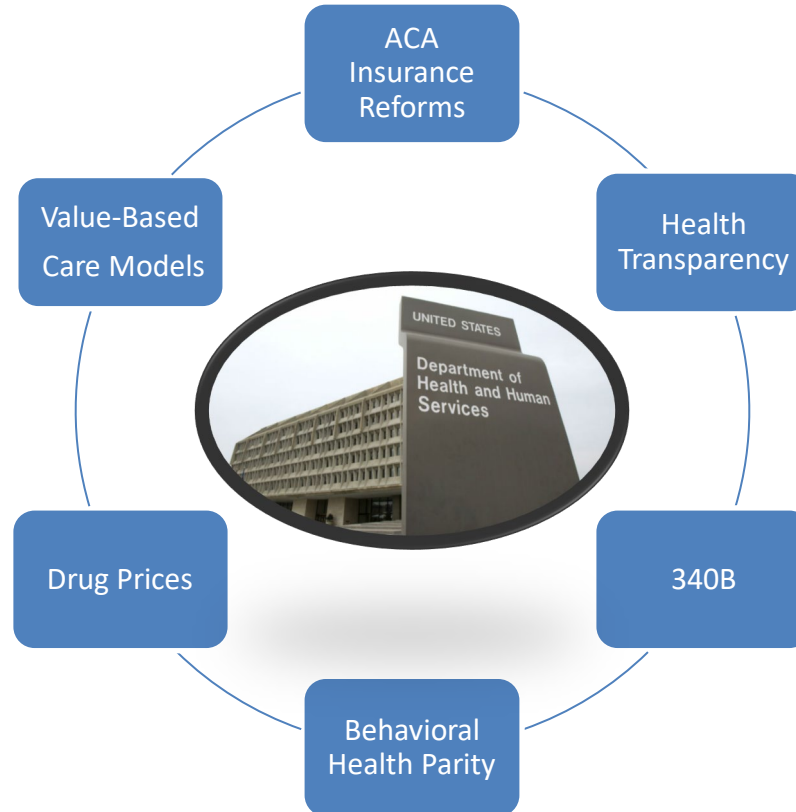 ACA
Insurance
Reforms
Health
Transparency
340B
Behavioral
Health Parity
Drug Prices
Value-Based
Care Models
UNITED STATES
Department of
Health and Human
Services